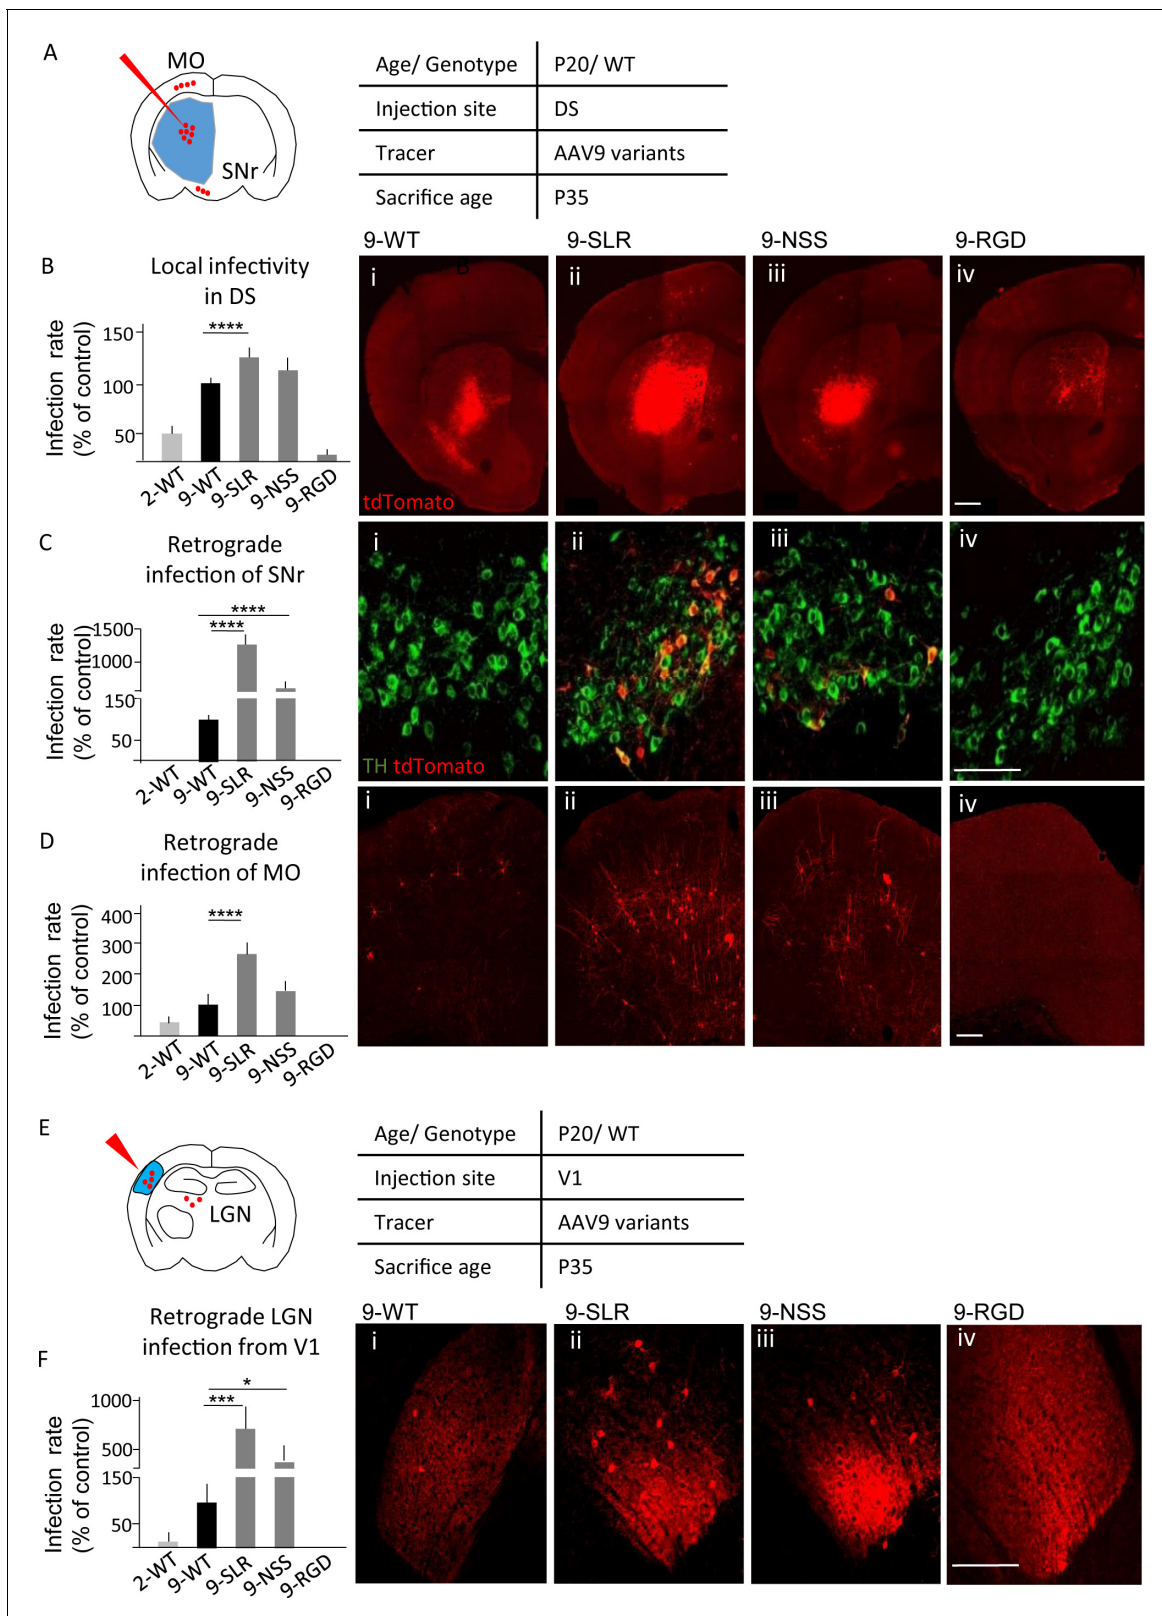 A
MO
SNr
Age/ Genotype P20/ WT
Injection site DS
Tracer AAV9 variants
Sacrifice age P35
9-WT 9-SLR 9-NSS 9-RGD
B
Local infectivity
in DS
Infection rate
(% of control)
150
100
50
****
2-WT 9-WT 9-SLR 9-NSS 9-RGD
B
i ii iii iv
tdTomato
C
Retrograde
infection of SNr
Infection rate
(% of control)
1500
1000
150
50
****
****
2-WT 9-WT 9-SLR 9-NSS 9-RGD
i ii iii iv
TH tdTomato
D
Retrograde
infection of MO
Infection rate
(% of control)
400
300
200
100
****
2-WT 9-WT 9-SLR 9-NSS 9-RGD
i ii iii iv
E
LGN
Age/ Genotype P20/ WT
Injection site V1
Tracer AAV9 variants
Sacrifice age P35
9-WT 9-SLR 9-NSS 9-RGD
F
Retrograde LGN
infection from V1
Infection rate
(% of control)
1000
500
150
50
*
***
2-WT 9-WT 9-SLR 9-NSS 9-RGD
i ii iii iv